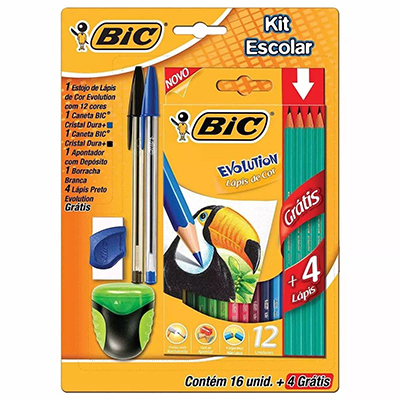 BIC
Kit
Escolar
1 Estojo de Lápis
de Cor Evolution
com 12 cores
1 Caneta BIC
Cristal Dura+
1 Caneta BIC
Cristal Dura+
1 Apontador
com Depósito
1 Borracha
Branca
4 Lápis Preto
Evolution
Grátis
NOVO
BIC
EVOLUTION
Lápis de Cor
Grátis
+4
Lápis
12
Contém 16 unid. + 4 Grátis